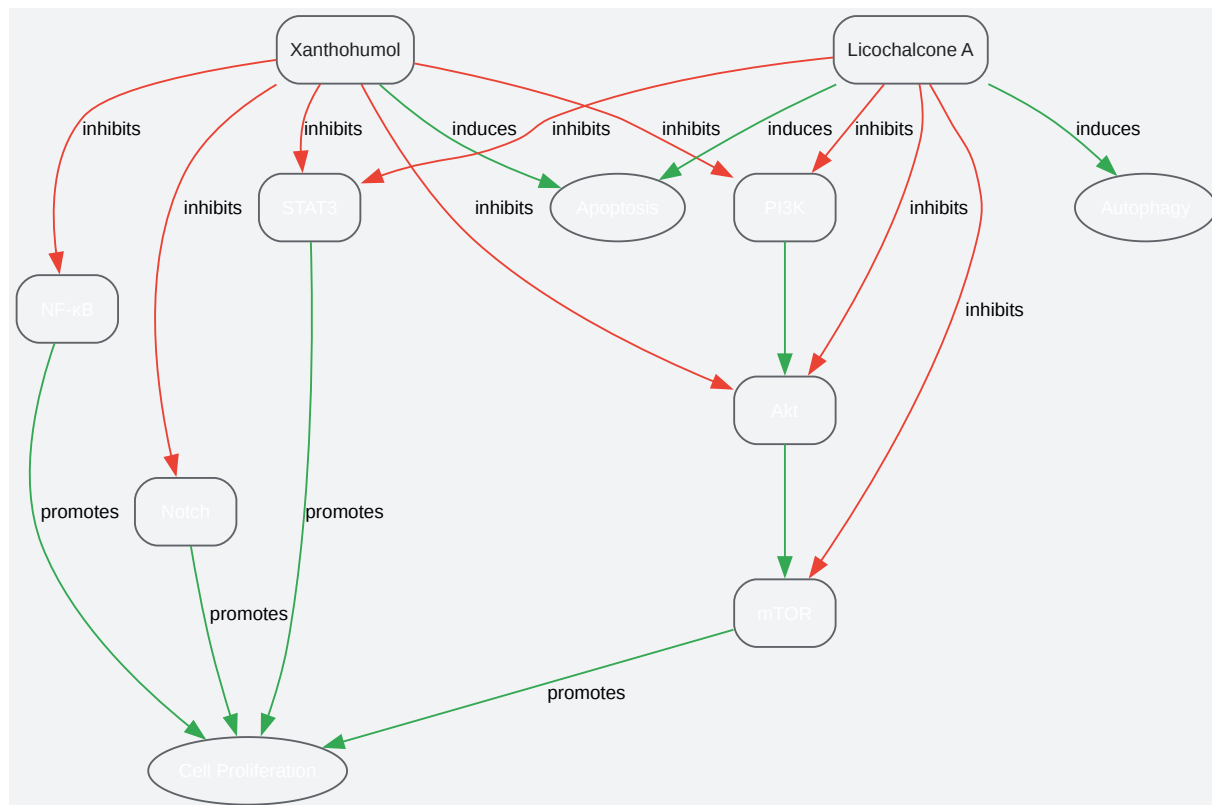 Xanthohumol
Licochalcone A
inhibits
inhibits
inhibits
inhibits
induces
induces
inhibits
induces
inhibits
STAT3
inhibits
Apoptosis
PI3K
inhibits
Autophagy
NF-κB
inhibits
Akt
promotes
Notch
promotes
promotes
mTOR
promotes
Cell Proliferation